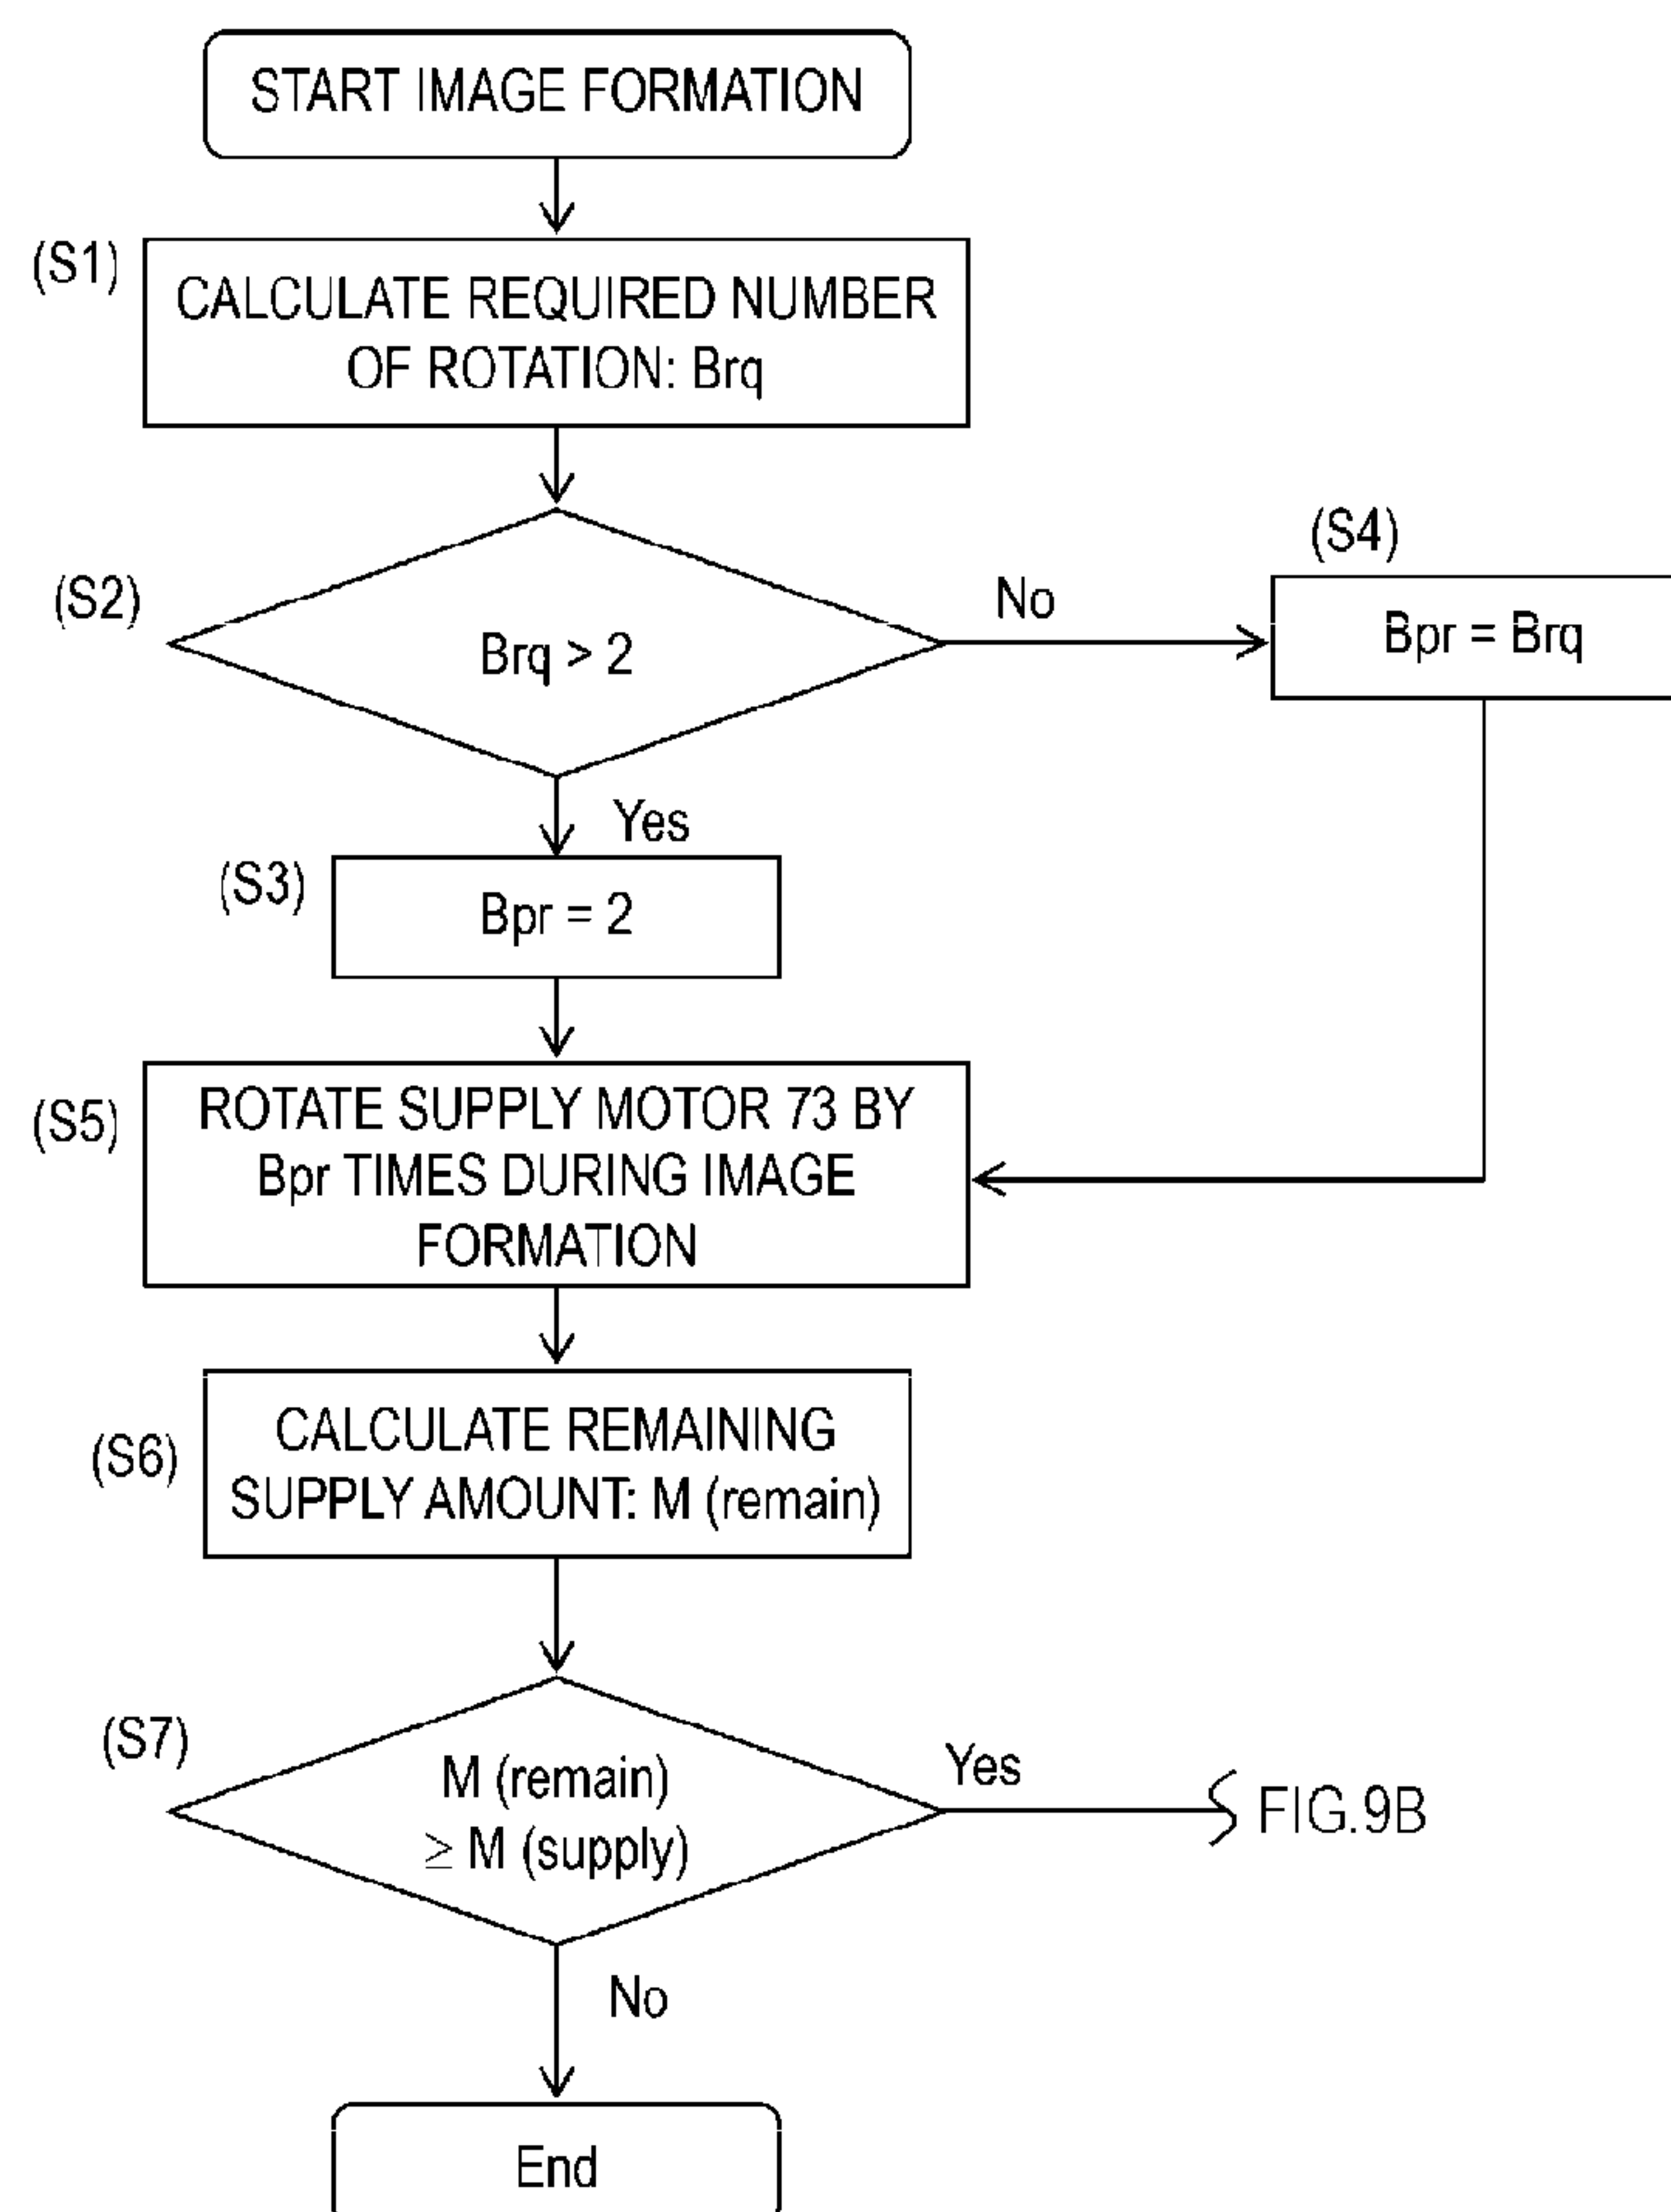 START IMAGE FORMATION
(S1)
CALCULATE REQUIRED NUMBER
OF ROTATION: Brq
(S2)
Brq > 2
No
(S4)
Bpr = Brq
Yes
(S3)
Bpr = 2
(S5)
ROTATE SUPPLY MOTOR 73 BY
Bpr TIMES DURING IMAGE
FORMATION
(S6)
CALCULATE REMAINING
SUPPLY AMOUNT: M (remain)
(S7)
M (remain)
≥ M (supply)
Yes
FIG.9B
No
End